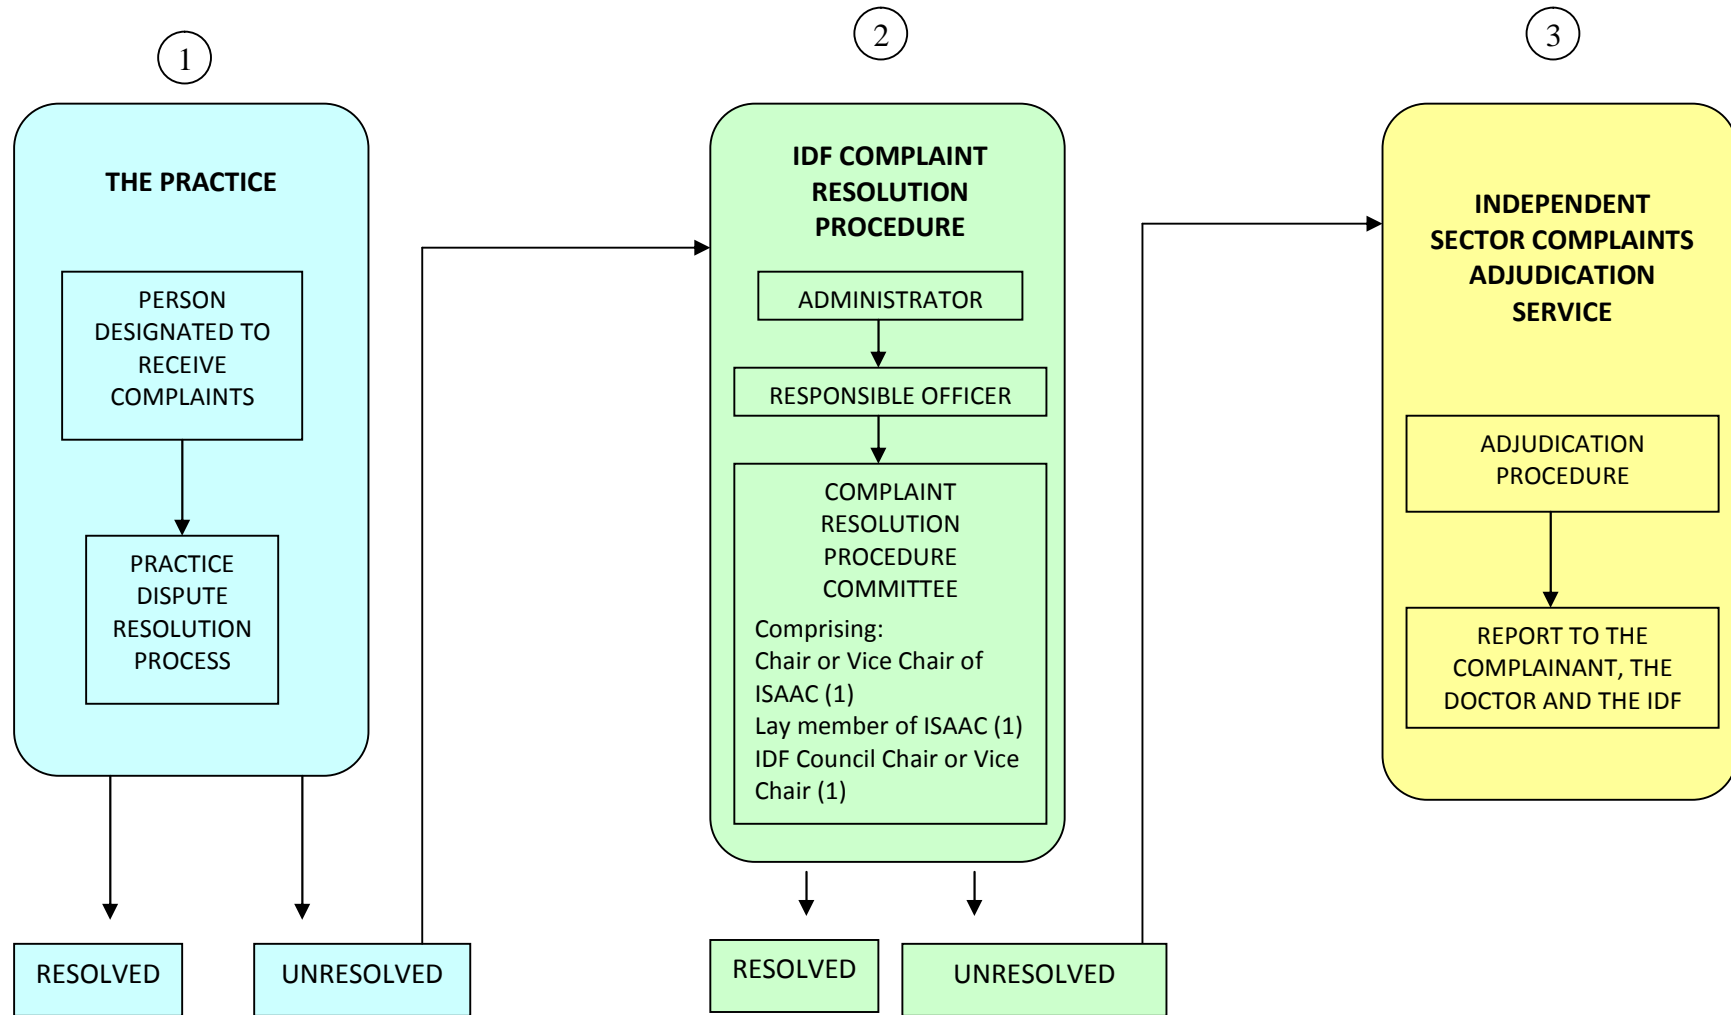 1
THE PRACTICE
PERSON
DESIGNATED TO
RECEIVE
COMPLAINTS
PRACTICE
DISPUTE
RESOLUTION
PROCESS
RESOLVED
UNRESOLVED
2
IDF COMPLAINT
RESOLUTION
PROCEDURE
ADMINISTRATOR
RESPONSIBLE OFFICER
COMPLAINT
RESOLUTION
PROCEDURE
COMMITTEE
Comprising:
Chair or Vice Chair of
ISAAC (1)
Lay member of ISAAC (1)
IDF Council Chair or Vice
Chair (1)
RESOLVED
UNRESOLVED
3
INDEPENDENT
SECTOR COMPLAINTS
ADJUDICATION
SERVICE
ADJUDICATION
PROCEDURE
REPORT TO THE
COMPLAINANT, THE
DOCTOR AND THE IDF